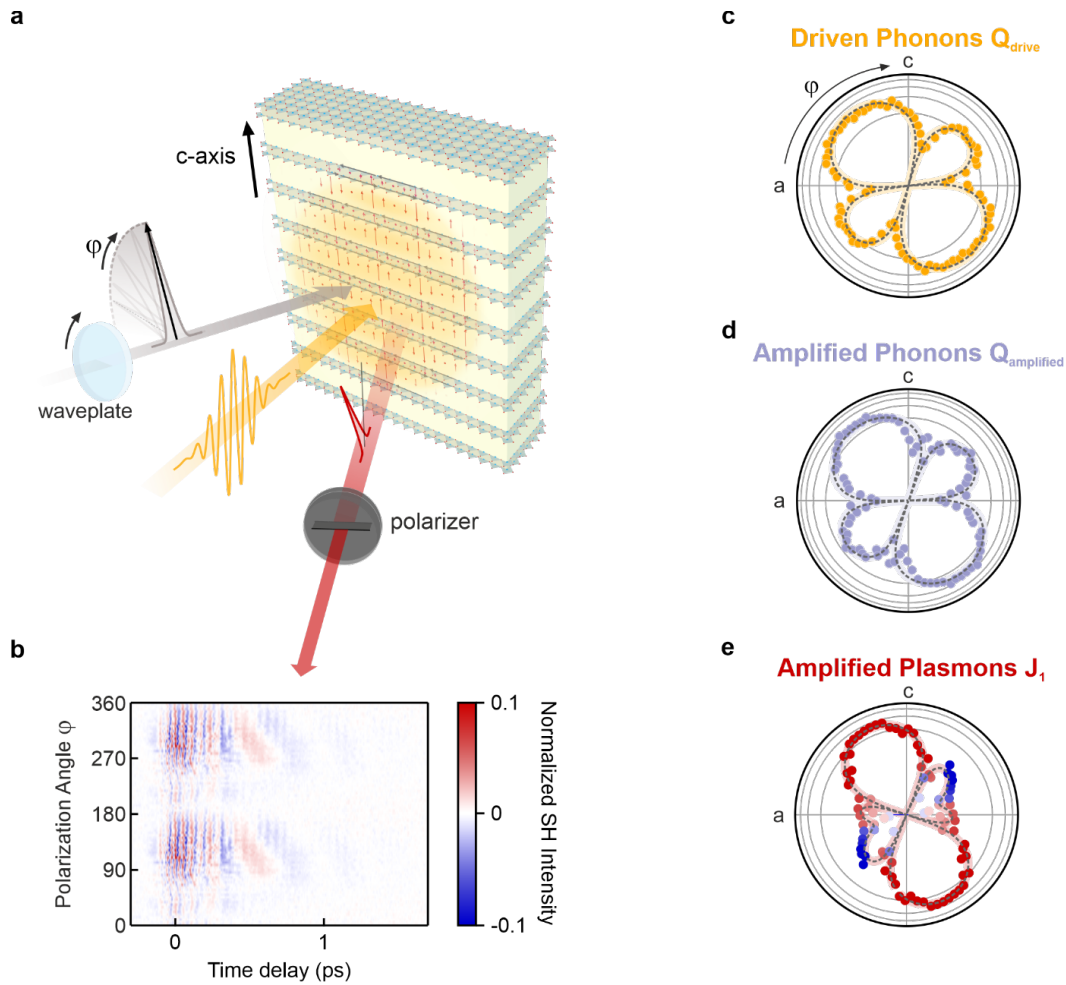 a
c-axis
φ
waveplate
polarizer
b
360
270
180
90
0
Polarization Angle φ
0
1
Time delay (ps)
0.1
0
-0.1
Normalized SH Intensity
c
Driven Phonons Qdrive
c
φ
a
d
Amplified Phonons Qamplified
c
a
e
Amplified Plasmons J1
c
a